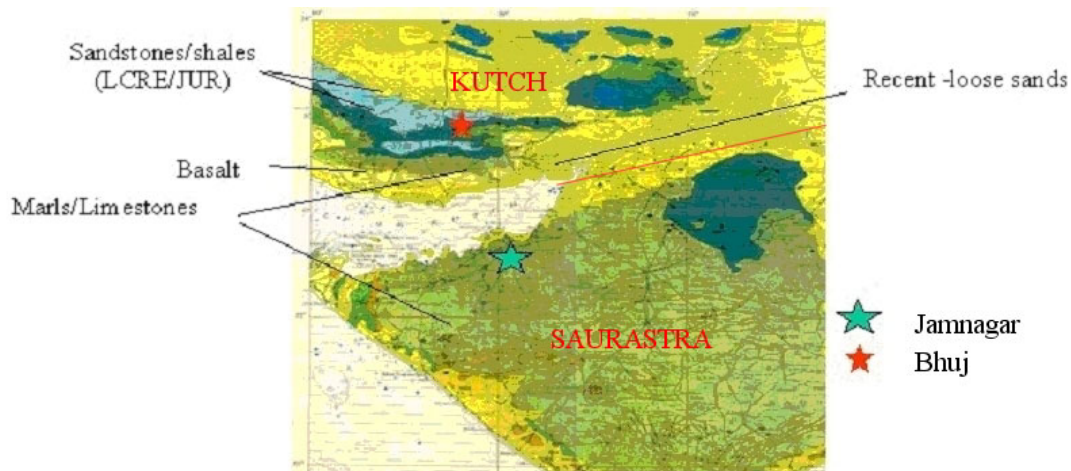 Sandstones/shales
(LCRE/JUR)
KUTCH
Recent -loose sands
Basalt
Marls/Limestones
SAURASTRA
Jamnagar
Bhuj